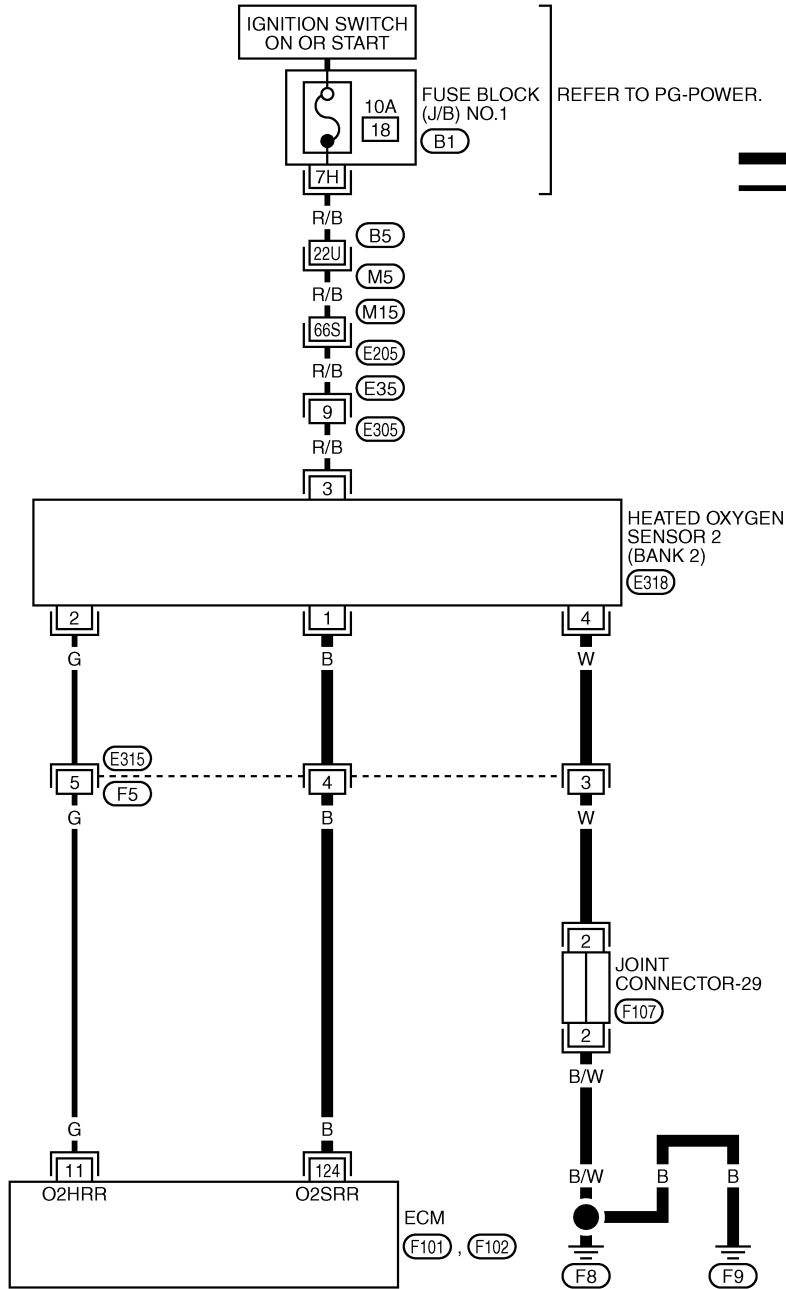 IGNITION SWITCH
ON OR START
FUSE BLOCK
(J/B) NO.1
B1
REFER TO PG-POWER.
10A
18
7H
R/B
B5
22U
M5
R/B
M15
66S
E205
R/B
E35
9
E305
R/B
3
HEATED OXYGEN
SENSOR 2
(BANK 2)
E318
2
1
4
G
B
W
E315
5
4
3
F5
G
B
W
2
JOINT
CONNECTOR-29
F107
2
B/W
G
B
B/W
B
B
11
124
O2HRR
O2SRR
ECM
F101 , F102
F8
F9